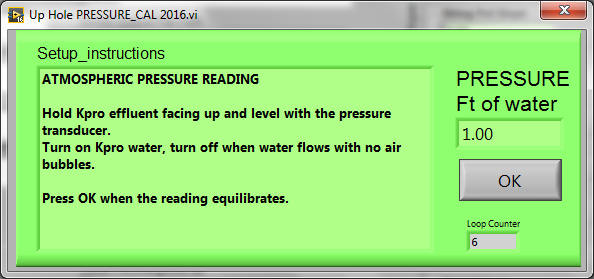 Up Hole PRESSURE_CAL 2016.vi
Setup_instructions
ATMOSPHERIC PRESSURE READING
Hold Kpro effluent facing up and level with the pressure
transducer.
Turn on Kpro water, turn off when water flows with no air
bubbles.
Press OK when the reading equilibrates.
PRESSURE
Ft of water
1.00
OK
Loop Counter
6